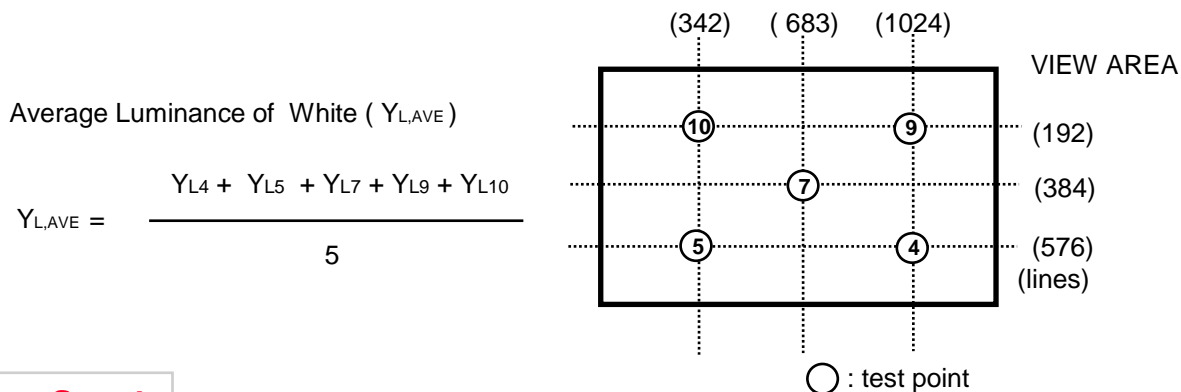 (342) ( 683) (1024)
VIEW AREA
Average Luminance of White ( YL,AVE )
YL4 + YL5 + YL7 + YL9 + YL10
YL,AVE =
5
10 9 (192)
7 (384)
5 4 (576)
(lines)
: test point